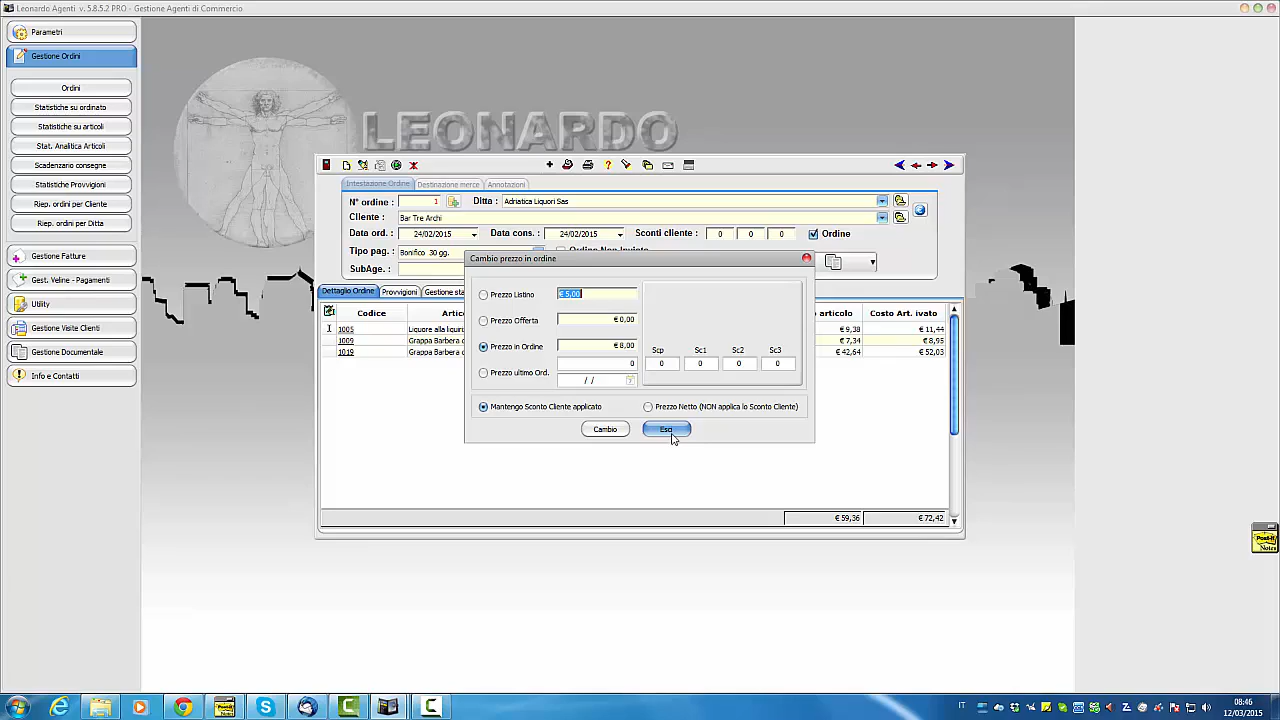 Leonardo Agenti v. 5.8.5.2 PRO - Gestione Agenti di Commercio
Parametri
Gestione Ordini
Ordini
Statistiche su ordinato
Statistiche su articoli
Stat. Analitica Articoli
Scadenzario consegne
Statistiche Provvigioni
Riep. ordini per Cliente
Riep. ordini per Ditta
Gestione Fatture
Gest. Veline - Pagamenti
Utility
Gestione Visite Clienti
Gestione Documentale
Info e Contatti
LEONARDO
Intestazione Ordine Destinazione merce Annotazioni
N° ordine : 1 Ditta : Adriatica Liquori Sas
Cliente : Bar Tre Archi
Data ord. : 24/02/2015 Data cons. : 24/02/2015 Sconti cliente : 0 0 0 Ordine
Tipo pag. : Bonifico 30 gg.
SubAge. :
Cambio prezzo in ordine
Prezzo Listino € 5,00
Prezzo Offerta € 0,00
Prezzo in Ordine € 8,00
Scp Sc1 Sc2 Sc3
0 0 0 0 0
Prezzo ultimo Ord.
/ /
Mantengo Sconto Cliente applicato Prezzo Netto (NON applica lo Sconto Cliente)
Cambio Esci
Dettaglio Ordine Provvigioni Gestione sta
Codice Artic articolo Costo Art. ivato
1005 Liquore alla liquiri € 9,38 € 11,44
1009 Grappa Barbera € 7,34 € 8,95
1019 Grappa Barbera € 42,64 € 52,03
€ 59,36 € 72,42
Post-it
Notes
IT
08:46
12/03/2015